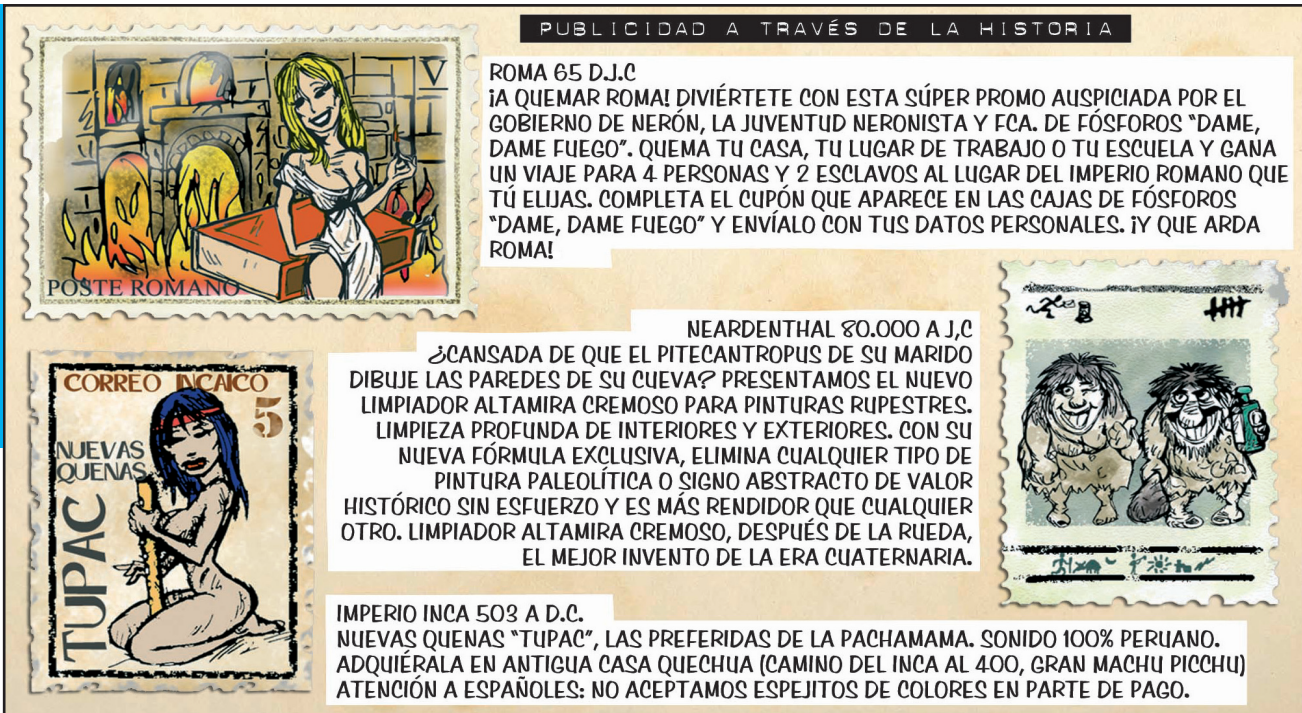 PUBLICIDAD A TRAVÉS DE LA HISTORIA
V
POSTE ROMANO
ROMA 65 D.J.C
¡A QUEMAR ROMA! DIVIÉRTETE CON ESTA SÚPER PROMO AUSPICIADA POR EL
GOBIERNO DE NERÓN, LA JUVENTUD NERONISTA Y FCA. DE FÓSFOROS "DAME,
DAME FUEGO". QUEMA TU CASA, TU LUGAR DE TRABAJO O TU ESCUELA Y GANA
UN VIAJE PARA 4 PERSONAS Y 2 ESCLAVOS AL LUGAR DEL IMPERIO ROMANO QUE
TÚ ELIJAS. COMPLETA EL CUPÓN QUE APARECE EN LAS CAJAS DE FÓSFOROS
"DAME, DAME FUEGO" Y ENVÍALO CON TUS DATOS PERSONALES. ¡Y QUE ARDA
ROMA!
NEARDENTHAL 80.000 A J,C
¿CANSADA DE QUE EL PITECANTROPUS DE SU MARIDO
DIBUJE LAS PAREDES DE SU CUEVA? PRESENTAMOS EL NUEVO
LIMPIADOR ALTAMIRA CREMOSO PARA PINTURAS RUPESTRES.
LIMPIEZA PROFUNDA DE INTERIORES Y EXTERIORES. CON SU
NUEVA FÓRMULA EXCLUSIVA, ELIMINA CUALQUIER TIPO DE
PINTURA PALEOLÍTICA O SIGNO ABSTRACTO DE VALOR
HISTÓRICO SIN ESFUERZO Y ES MÁS RENDIDOR QUE CUALQUIER
OTRO. LIMPIADOR ALTAMIRA CREMOSO, DESPUÉS DE LA RUEDA,
EL MEJOR INVENTO DE LA ERA CUATERNARIA.
CORREO INCAICO
5
NUEVAS
QUENAS
TUPAC
IMPERIO INCA 503 A D.C.
NUEVAS QUENAS "TUPAC", LAS PREFERIDAS DE LA PACHAMAMA. SONIDO 100% PERUANO.
ADQUIÉRALA EN ANTIGUA CASA QUECHUA (CAMINO DEL INCA AL 400, GRAN MACHU PICCHU)
ATENCIÓN A ESPAÑOLES: NO ACEPTAMOS ESPEJITOS DE COLORES EN PARTE DE PAGO.